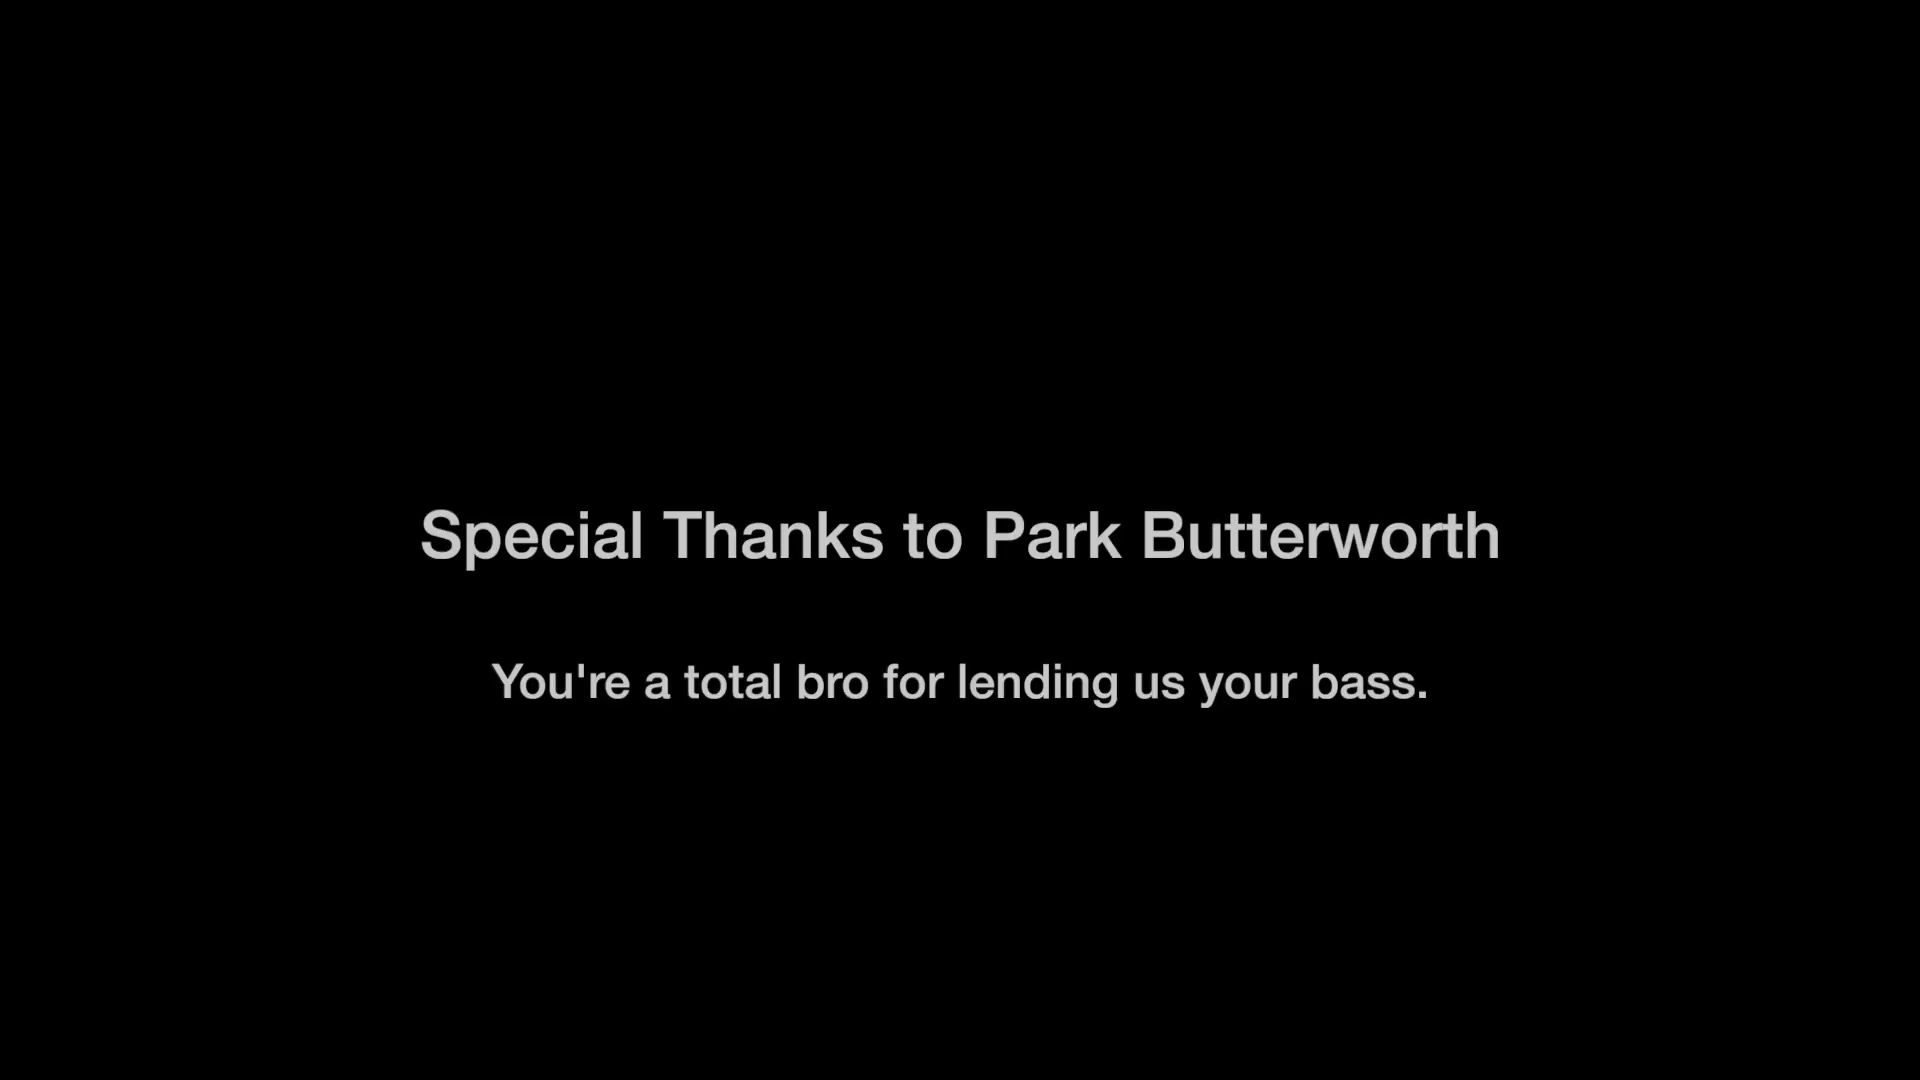 Special Thanks to Park Butterworth
You're a total bro for lending us your bass.